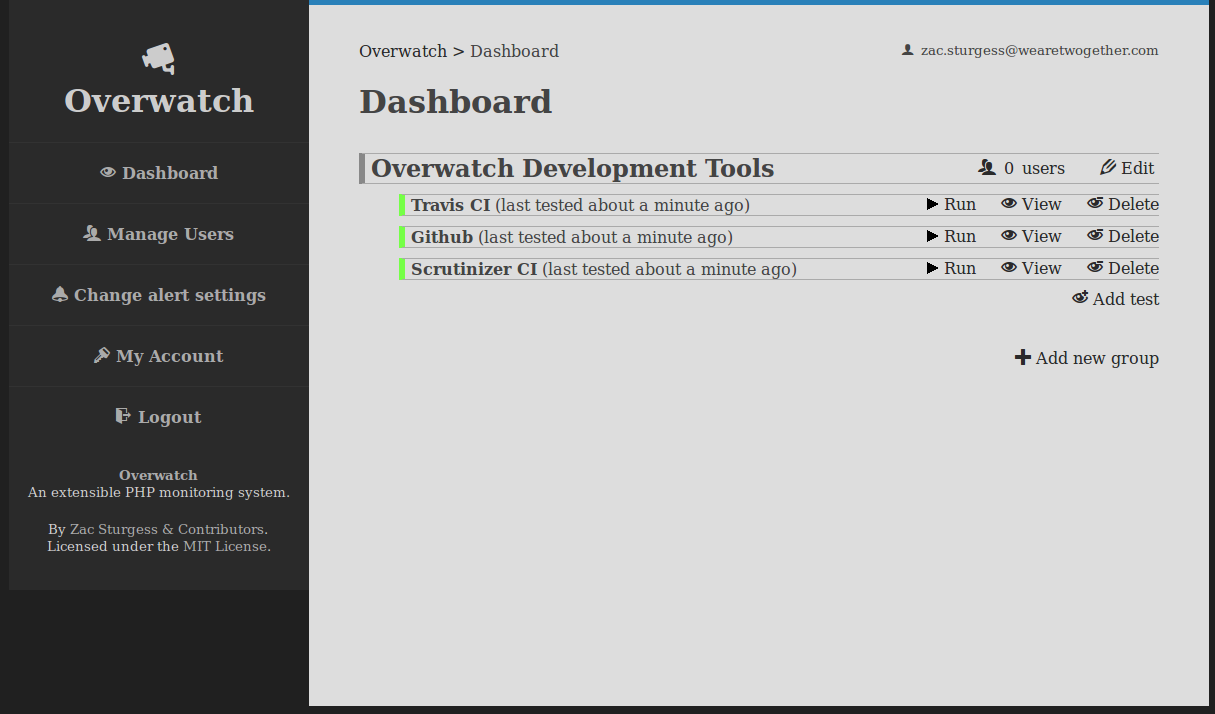 Overwatch
Dashboard
Manage Users
Change alert settings
My Account
Logout
Overwatch
An extensible PHP monitoring system.
By Zac Sturgess & Contributors.
Licensed under the MIT License.
Overwatch > Dashboard
zac.sturgess@wearetwogether.com
Dashboard
Overwatch Development Tools 0 users Edit
Travis CI (last tested about a minute ago) Run View Delete
Github (last tested about a minute ago) Run View Delete
Scrutinizer CI (last tested about a minute ago) Run View Delete
Add test
Add new group